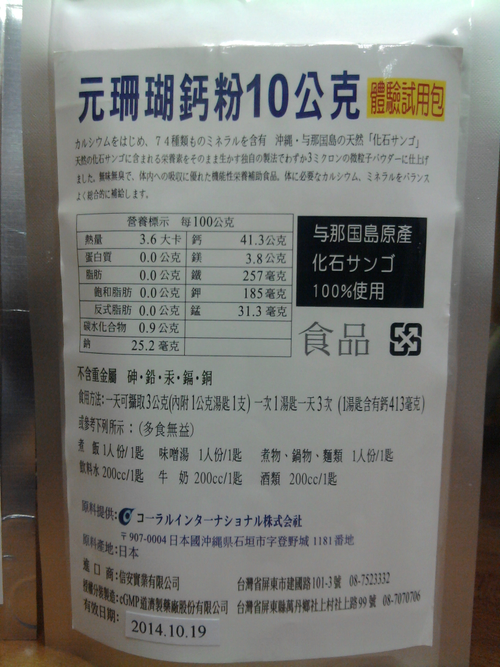 元珊瑚鈣粉10公克 體驗試用包
カルシウムをはじめ、74種類ものミネラルを含有 沖縄・与那国島の天然「化石サンゴ」
天然の化石サンゴに含まれる栄養素をそのまま生かす独自の製法でわずか3ミクロンの微粒子パウダーに仕上げ
ました。無味無臭で、体内への吸収に優れた機能性栄養補助食品。体に必要なカルシウム、ミネラルをバランス
よく総合的に補給します。
營養標示 每100公克
熱量 3.6 大卡 鈣 41.3公克
蛋白質 0.0 公克 鎂 3.8公克
脂肪 0.0 公克 鐵 257毫克
飽和脂肪 0.0 公克 鉀 185毫克
反式脂肪 0.0 公克 錳 31.3 毫克
碳水化合物 0.9 公克
鈉 25.2 毫克
与那国島原產
化石サンゴ
100%使用
食品
不含重金屬 砷・鉛・汞・鎘・銅
食用方法:一天可攝取3公克(內附1公克湯匙1支) 一次1湯匙一天3次 (1湯匙含有鈣413毫克)
或參考下列所示:(多食無益)
煮 飯 1人份/1匙 味噌湯 1人份/1匙 煮物、鍋物、麵類 1人份/1匙
飲料水 200cc/1匙 牛 奶 200cc/1匙 酒類 200cc/1匙
原料提供: コーラルインターナショナル株式会社
〒907-0004 日本國沖縄県石垣市字登野城 1181番地
原料產地:日本
進 口 商:信安實業有限公司 台灣省屏東市建國路101-3號 08-7523332
授權分裝製造:cGMP道濟製藥廠股份有限公司 台灣省屏東縣萬丹鄉社上村社上路99號 08-7070706
有效日期: 2014.10.19